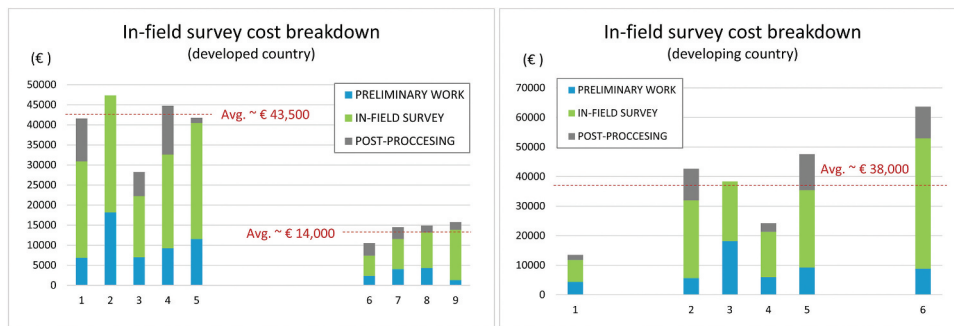 In-field survey cost breakdown
(developed country)
(€ )
50000
45000
40000
35000
30000
25000
20000
15000
10000
5000
0
PRELIMINARY WORK
IN-FIELD SURVEY
POST-PROCCESING
Avg. ~ € 43,500
Avg. ~ € 14,000
1 2 3 4 5 6 7 8 9
In-field survey cost breakdown
(developing country)
(€ )
70000
60000
50000
40000
30000
20000
10000
0
PRELIMINARY WORK
IN-FIELD SURVEY
POST-PROCCESING
Avg. ~ € 38,000
1 2 3 4 5 6